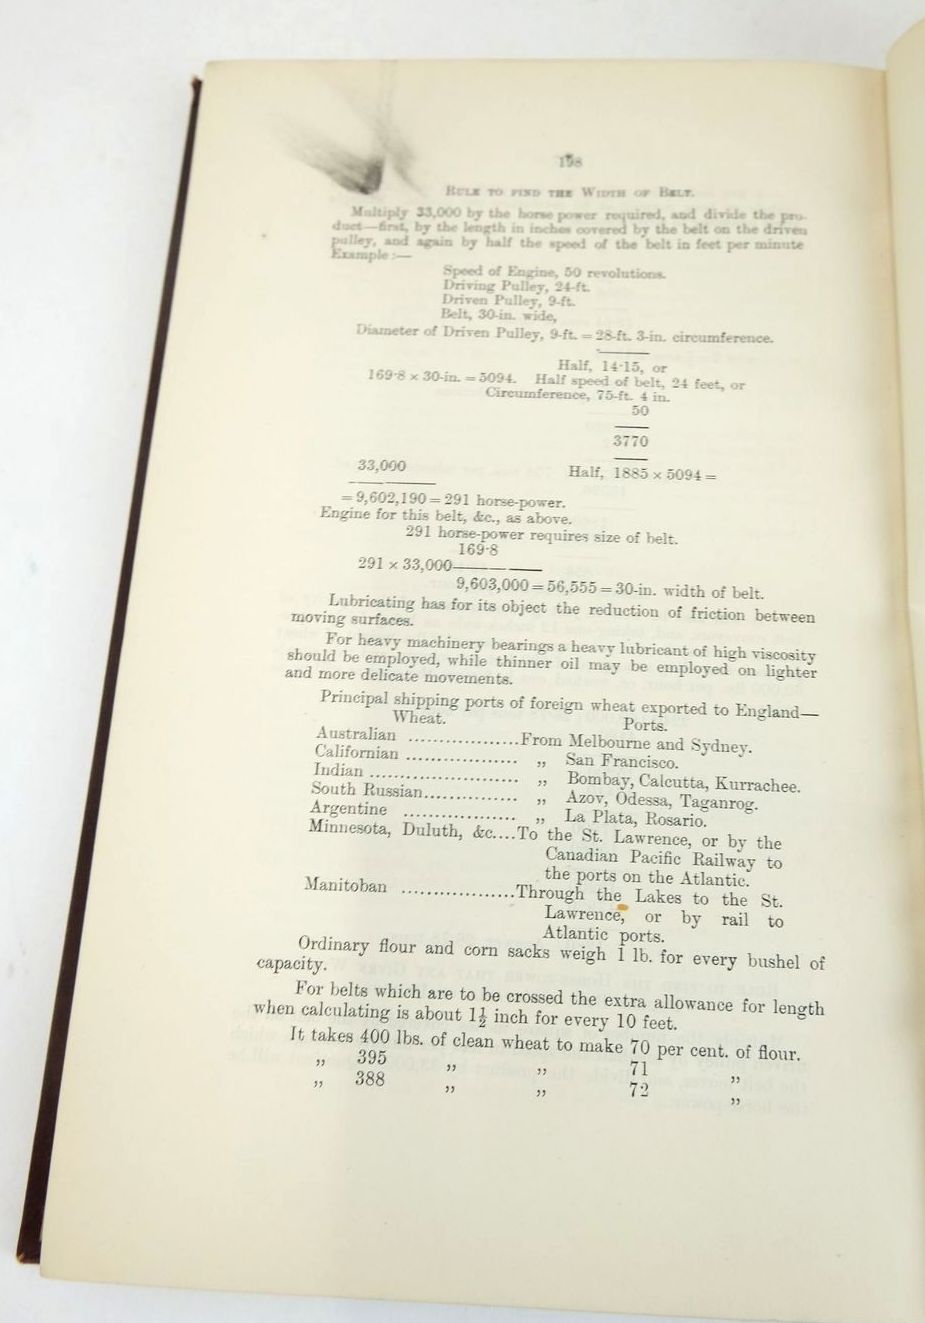 198
RULE TO FIND THE WIDTH OF BELT.
Multiply 33,000 by the horse power required, and divide the pro-
duct—first, by the length in inches covered by the belt on the driven
pulley, and again by half the speed of the belt in feet per minute
Example :—
Speed of Engine, 50 revolutions.
Driving Pulley, 24-ft.
Driven Pulley, 9-ft.
Belt, 30-in. wide,
Diameter of Driven Pulley, 9-ft. = 28-ft. 3-in. circumference.
Half, 14·15, or
169·8 × 30-in. = 5094. Half speed of belt, 24 feet, or
Circumference, 75-ft. 4 in.
50
3770
33,000 Half, 1885 × 5094 =
= 9,602,190 = 291 horse-power.
Engine for this belt, &c., as above.
291 horse-power requires size of belt.
169·8
291 × 33,000
9,603,000 = 56,555 = 30-in. width of belt.
Lubricating has for its object the reduction of friction between
moving surfaces.
For heavy machinery bearings a heavy lubricant of high viscosity
should be employed, while thinner oil may be employed on lighter
and more delicate movements.
Principal shipping ports of foreign wheat exported to England—
Wheat. Ports.
Australian ..................From Melbourne and Sydney.
Californian .................. ,, San Francisco.
Indian ........................ ,, Bombay, Calcutta, Kurrachee.
South Russian............... ,, Azov, Odessa, Taganrog.
Argentine .................. ,, La Plata, Rosario.
Minnesota, Duluth, &c....To the St. Lawrence, or by the
Canadian Pacific Railway to
the ports on the Atlantic.
Manitoban ..................Through the Lakes to the St.
Lawrence, or by rail to
Atlantic ports.
Ordinary flour and corn sacks weigh 1 lb. for every bushel of
capacity.
For belts which are to be crossed the extra allowance for length
when calculating is about 1½ inch for every 10 feet.
It takes 400 lbs. of clean wheat to make 70 per cent. of flour.
,, 395 ,, ,, 71 ,,
,, 388 ,, ,, 72 ,,